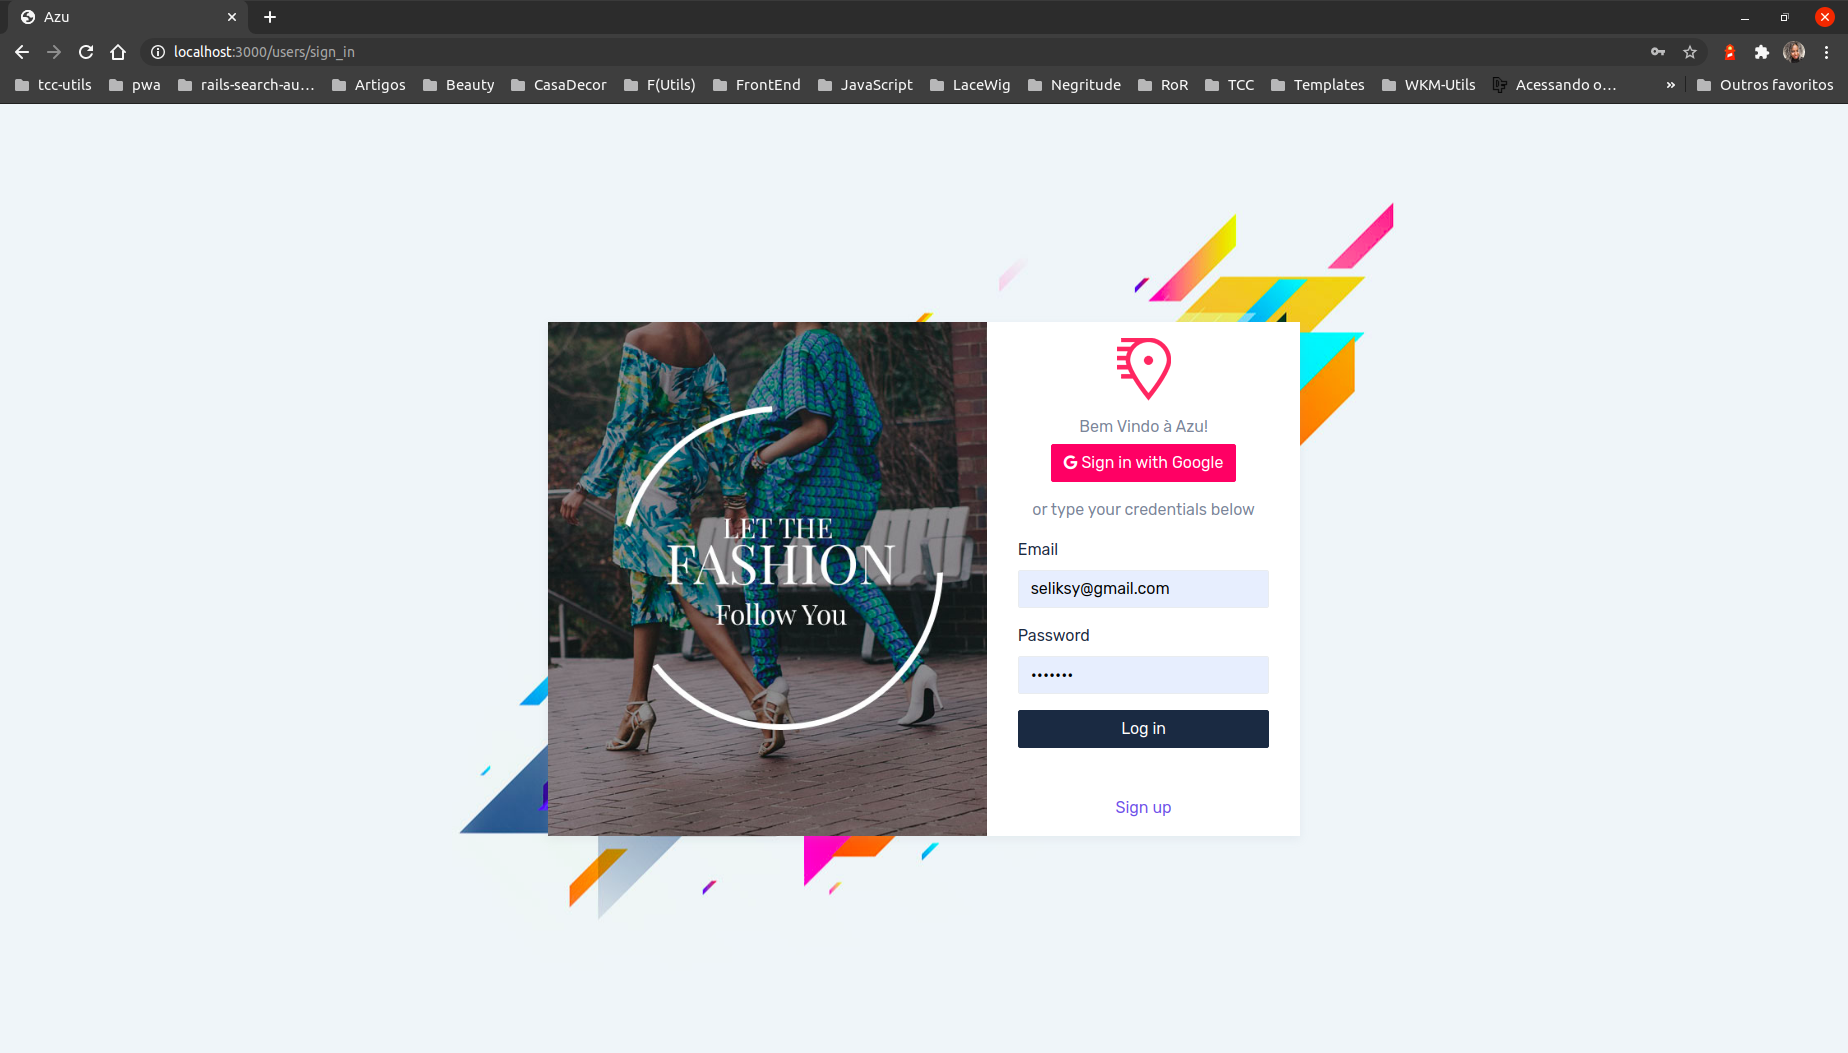 Azu
localhost:3000/users/sign_in
tcc-utils
pwa
rails-search-au…
Artigos
Beauty
CasaDecor
F(Utils)
FrontEnd
JavaScript
LaceWig
Negritude
RoR
TCC
Templates
WKM-Utils
Acessando o…
»
Outros favoritos
LET THE
FASHION
Follow You
Bem Vindo à Azu!
G Sign in with Google
or type your credentials below
Email
seliksy@gmail.com
Password
•••••••
Log in
Sign up